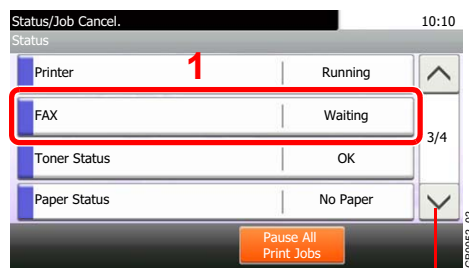 Status/Job Cancel. 10:10
Status
Printer 1 Running
FAX Waiting
3/4
Toner Status OK
Paper Status No Paper
Pause All
Print Jobs